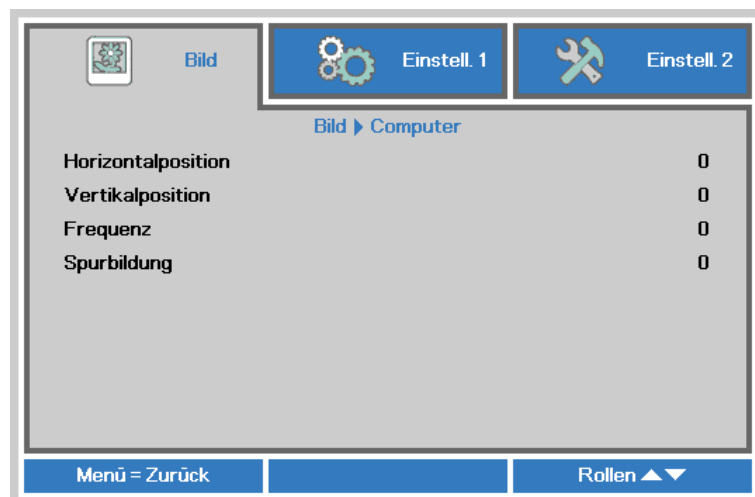 Bild Einstell. 1 Einstell. 2
Bild ▶ Computer
Horizontalposition 0
Vertikalposition 0
Frequenz 0
Spurbildung 0
Menü = Zurück Rollen ▲▼